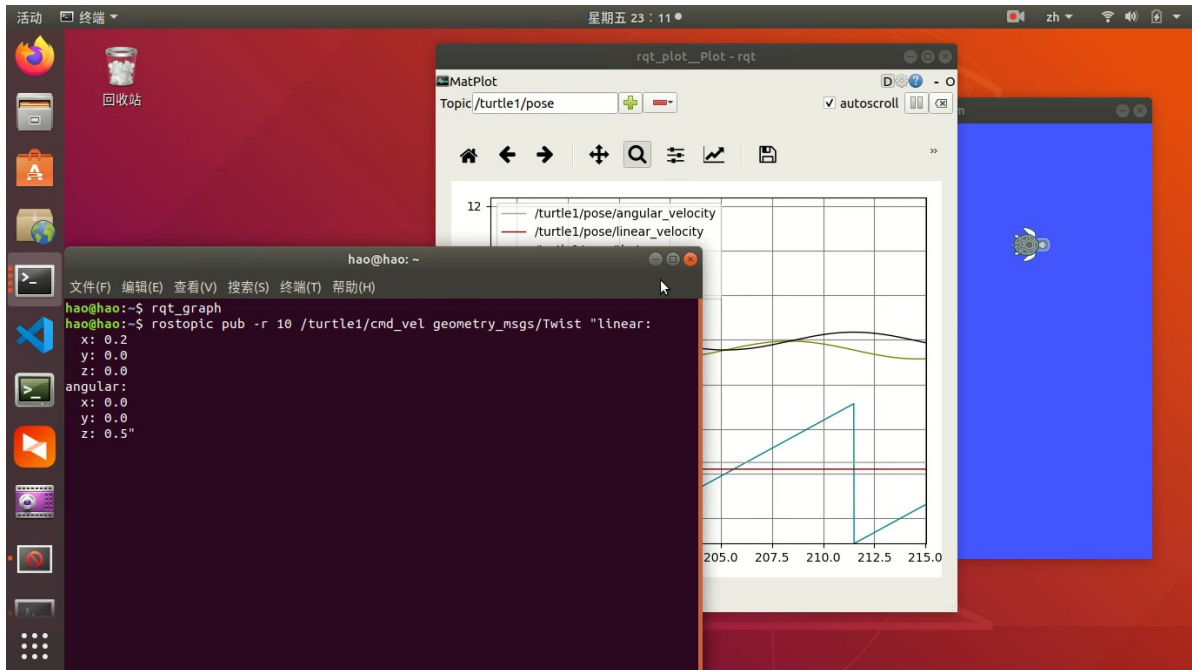 活动 终端
星期五 23：11
zh
回收站
rqt_plot__Plot - rqt
MatPlot
D
- O
Topic /turtle1/pose
autoscroll
12
/turtle1/pose/angular_velocity
/turtle1/pose/linear_velocity
205.0 207.5 210.0 212.5 215.0
hao@hao: ~
文件(F) 编辑(E) 查看(V) 搜索(S) 终端(T) 帮助(H)
hao@hao:~$ rqt_graph
hao@hao:~$ rostopic pub -r 10 /turtle1/cmd_vel geometry_msgs/Twist "linear:
x: 0.2
y: 0.0
z: 0.0
angular:
x: 0.0
y: 0.0
z: 0.5"